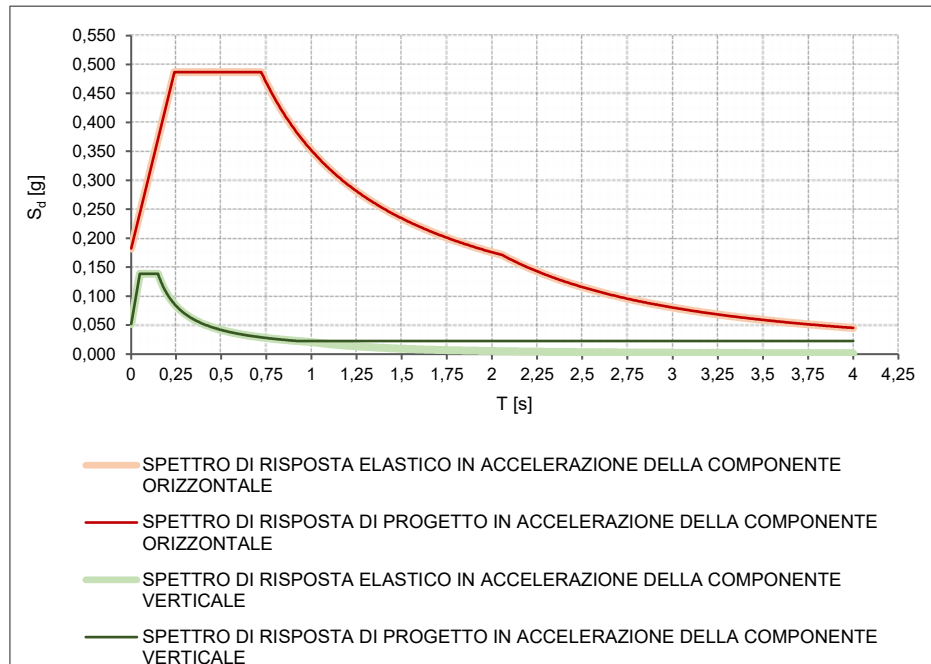 0,550
0,500
0,450
0,400
0,350
0,300
0,250
0,200
0,150
0,100
0,050
0,000
S_d [g]
0 0,25 0,5 0,75 1 1,25 1,5 1,75 2 2,25 2,5 2,75 3 3,25 3,5 3,75 4 4,25
T [s]
SPETTRO DI RISPOSTA ELASTICO IN ACCELERAZIONE DELLA COMPONENTE
ORIZZONTALE
SPETTRO DI RISPOSTA DI PROGETTO IN ACCELERAZIONE DELLA COMPONENTE
ORIZZONTALE
SPETTRO DI RISPOSTA ELASTICO IN ACCELERAZIONE DELLA COMPONENTE
VERTICALE
SPETTRO DI RISPOSTA DI PROGETTO IN ACCELERAZIONE DELLA COMPONENTE
VERTICALE